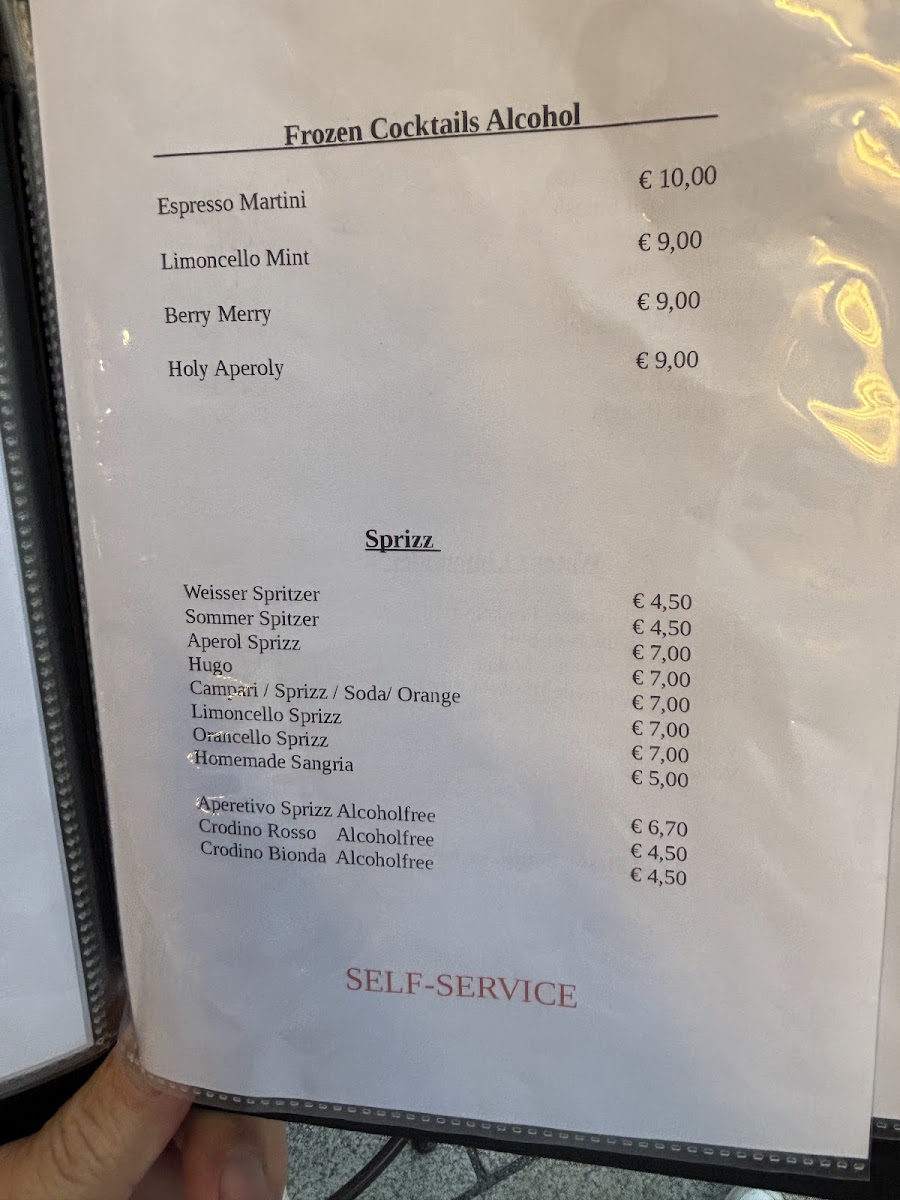 Frozen Cocktails Alcohol
Espresso Martini € 10,00
Limoncello Mint € 9,00
Berry Merry € 9,00
Holy Aperoly € 9,00
Sprizz
Weisser Spritzer € 4,50
Sommer Spitzer € 4,50
Aperol Sprizz € 7,00
Hugo € 7,00
Campari / Sprizz / Soda/ Orange € 7,00
Limoncello Sprizz € 7,00
Orancello Sprizz € 7,00
Homemade Sangria € 5,00
Aperetivo Sprizz Alcoholfree € 6,70
Crodino Rosso Alcoholfree € 4,50
Crodino Bionda Alcoholfree € 4,50
SELF-SERVICE